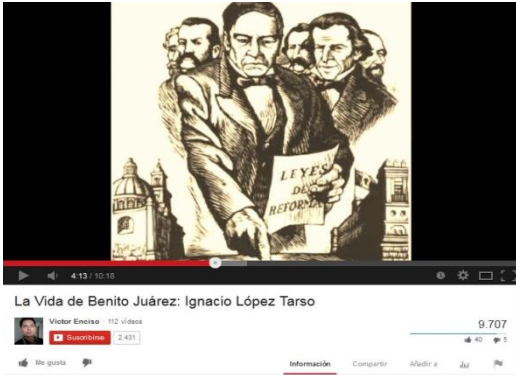 LEYES
DE
REFORMA
4:13 / 10:18
La Vida de Benito Juárez: Ignacio López Tarso
Victor Enciso · 112 vídeos
Suscribirse 2.431
9.707
40 5
Me gusta
Información Compartir Añadir a